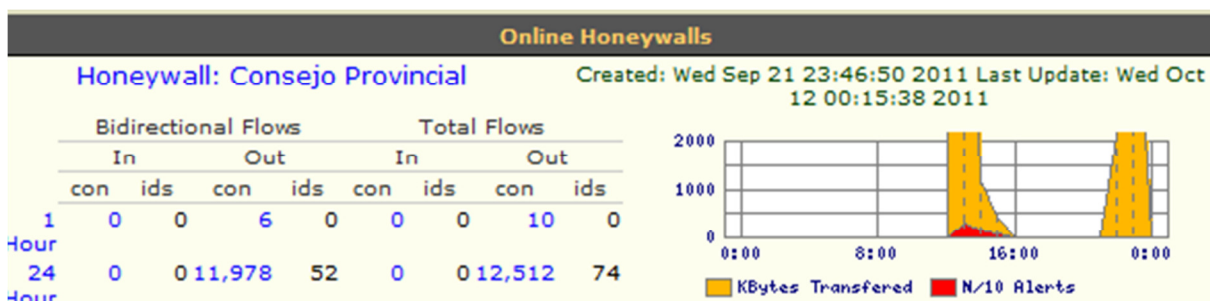 Online Honeywalls
Honeywall: Consejo Provincial
Created: Wed Sep 21 23:46:50 2011 Last Update: Wed Oct
12 00:15:38 2011
Bidirectional Flows Total Flows
In Out In Out
con ids con ids con ids con ids
1 0 0 6 0 0 0 10 0
Hour
24 0 0 11,978 52 0 0 12,512 74
Hour
2000
1000
0
0:00 8:00 16:00 0:00
KBytes Transfered N/10 Alerts